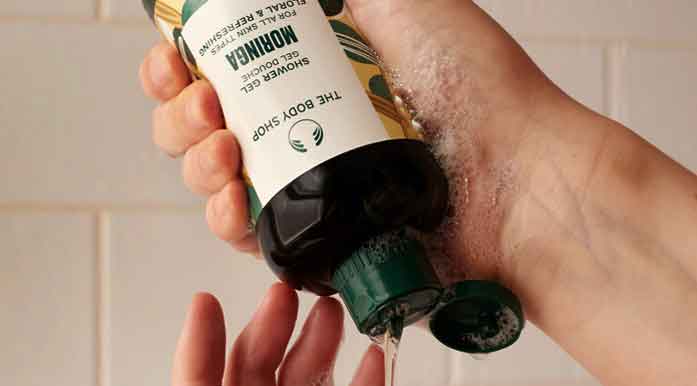 THE BODY SHOP
SHOWER GEL
GEL DOUCHE
MORINGA
FOR ALL SKIN TYPES
FLORAL & REFRESHING